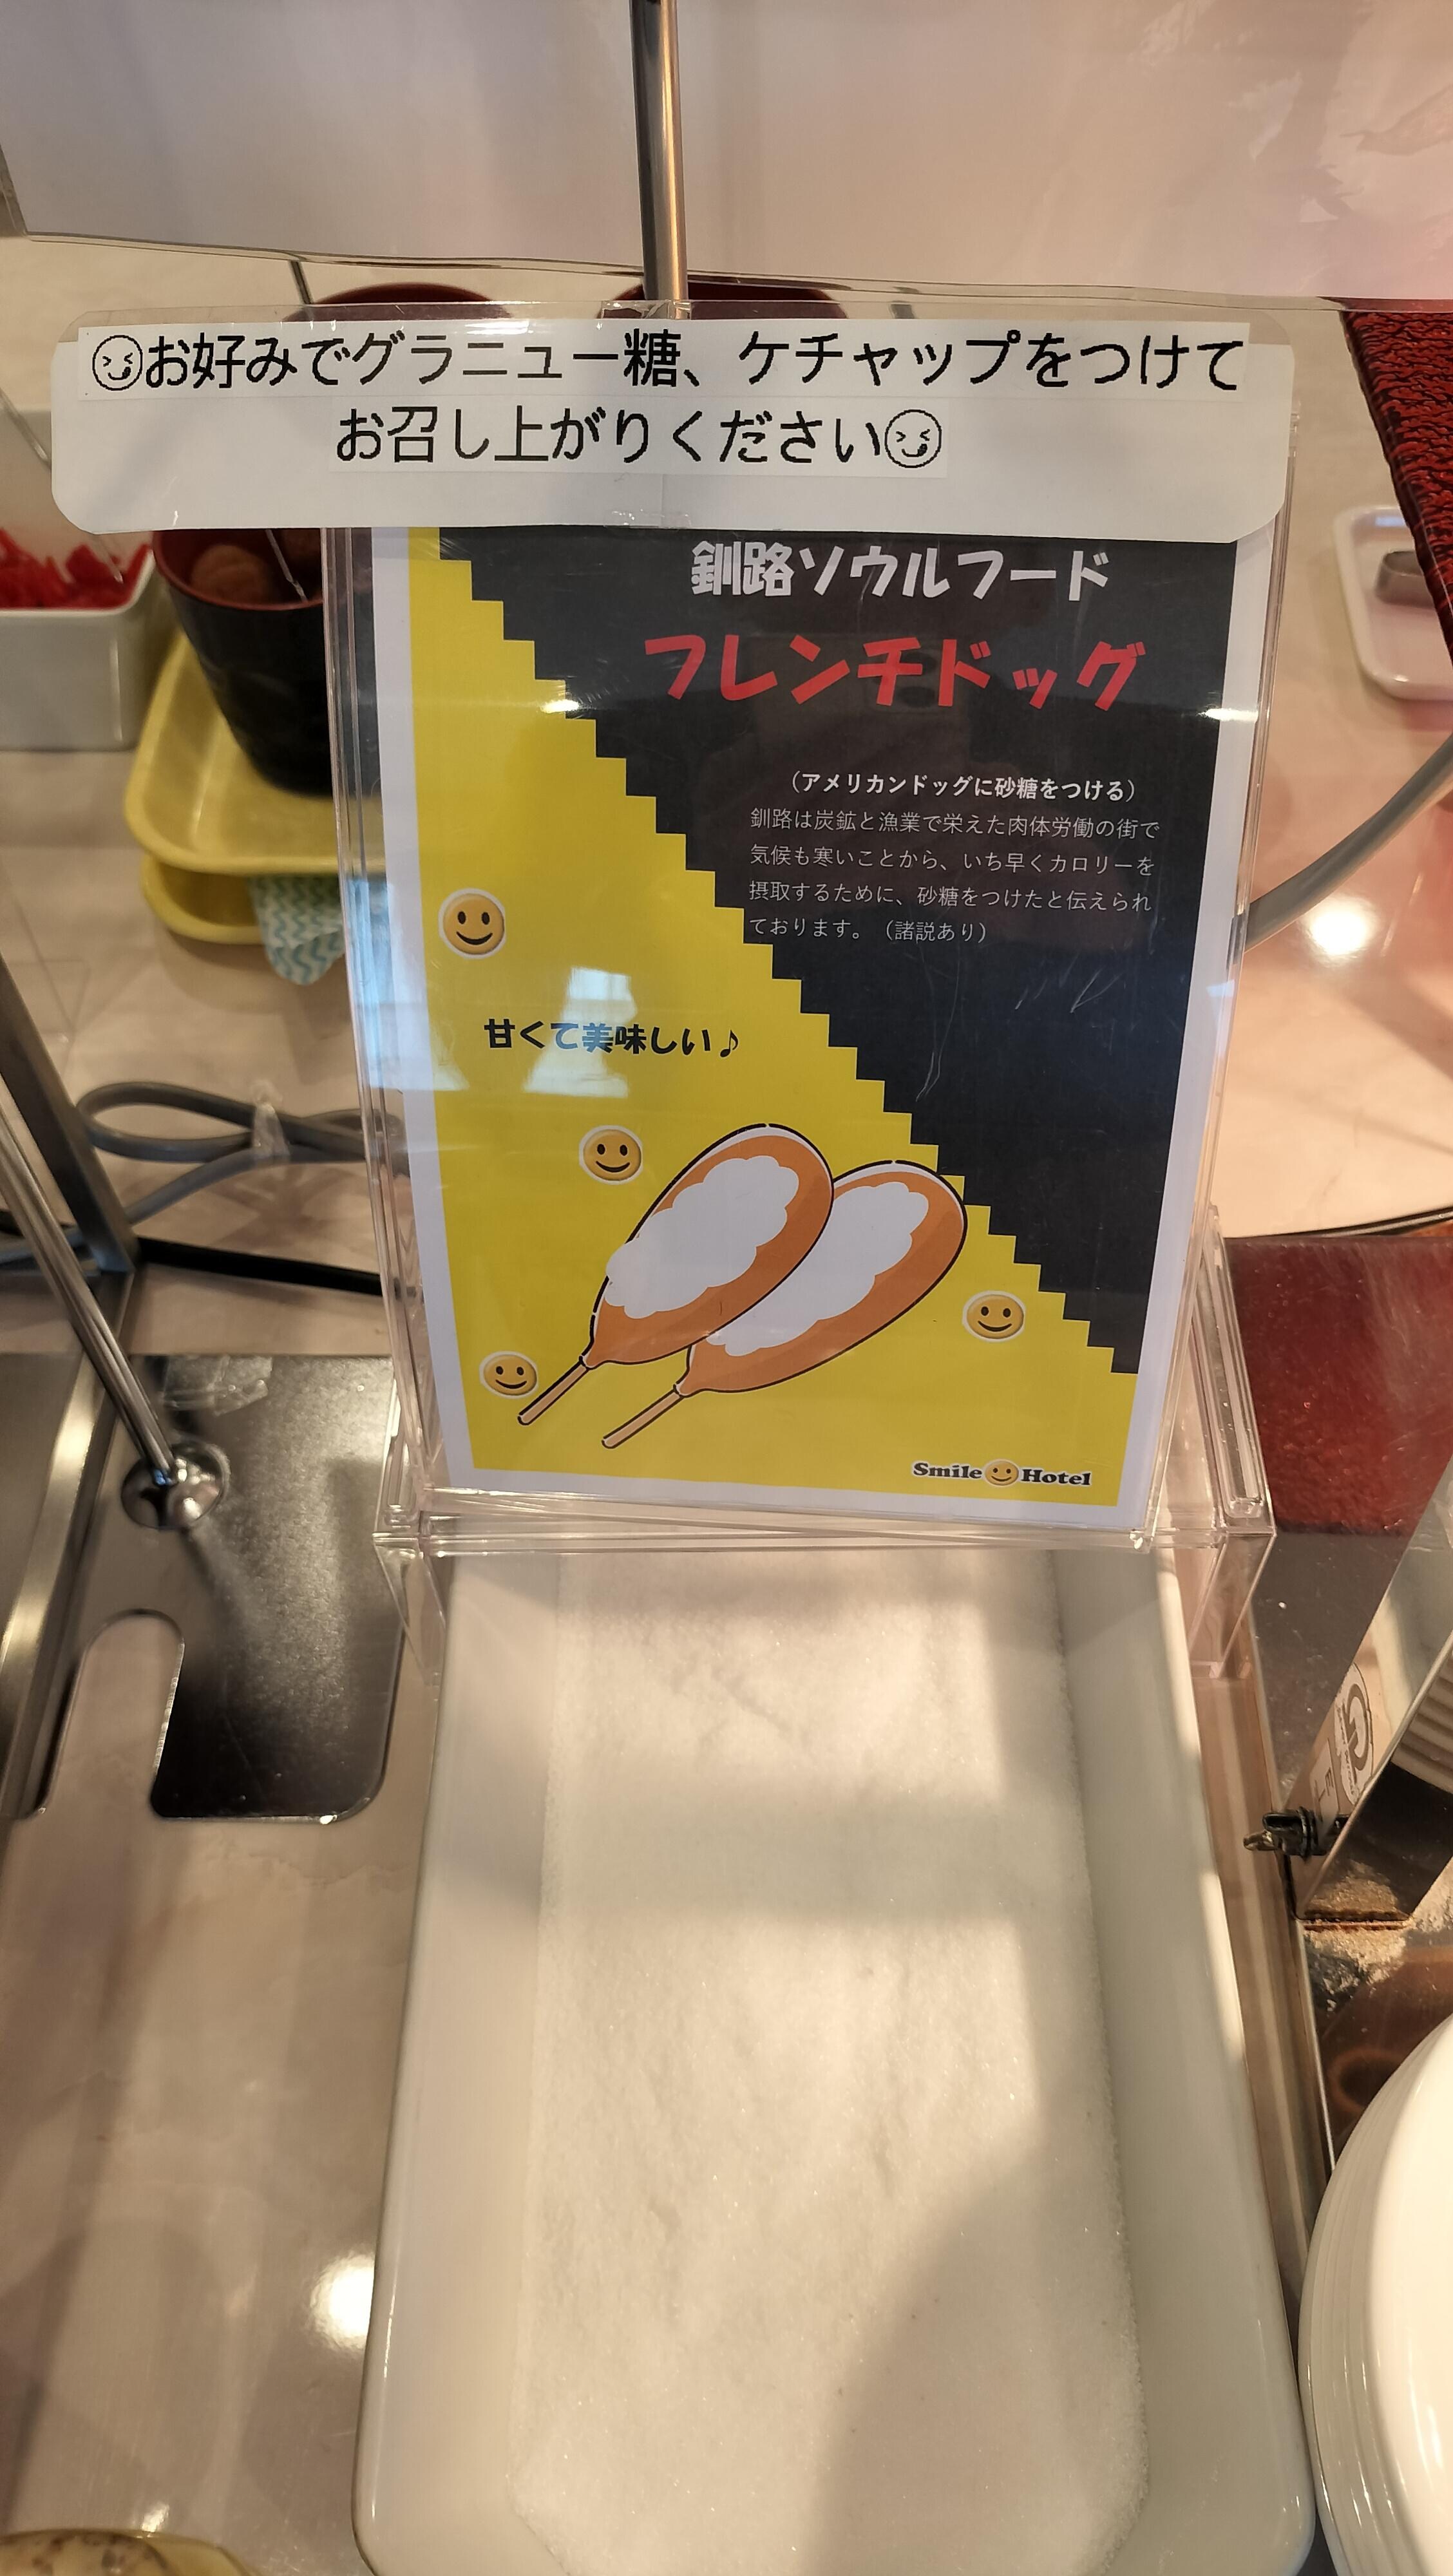 お好みでグラニュー糖、ケチャップをつけて
お召し上がりください
釧路ソウルフード
フレンチドッグ
（アメリカンドッグに砂糖をつける）
釧路は炭鉱と漁業で栄えた肉体労働の街で
気候も寒いことから、いち早くカロリーを
摂取するために、砂糖をつけたと伝えられ
ております。（諸説あり）
甘くて美味しい♪
Smile Hotel